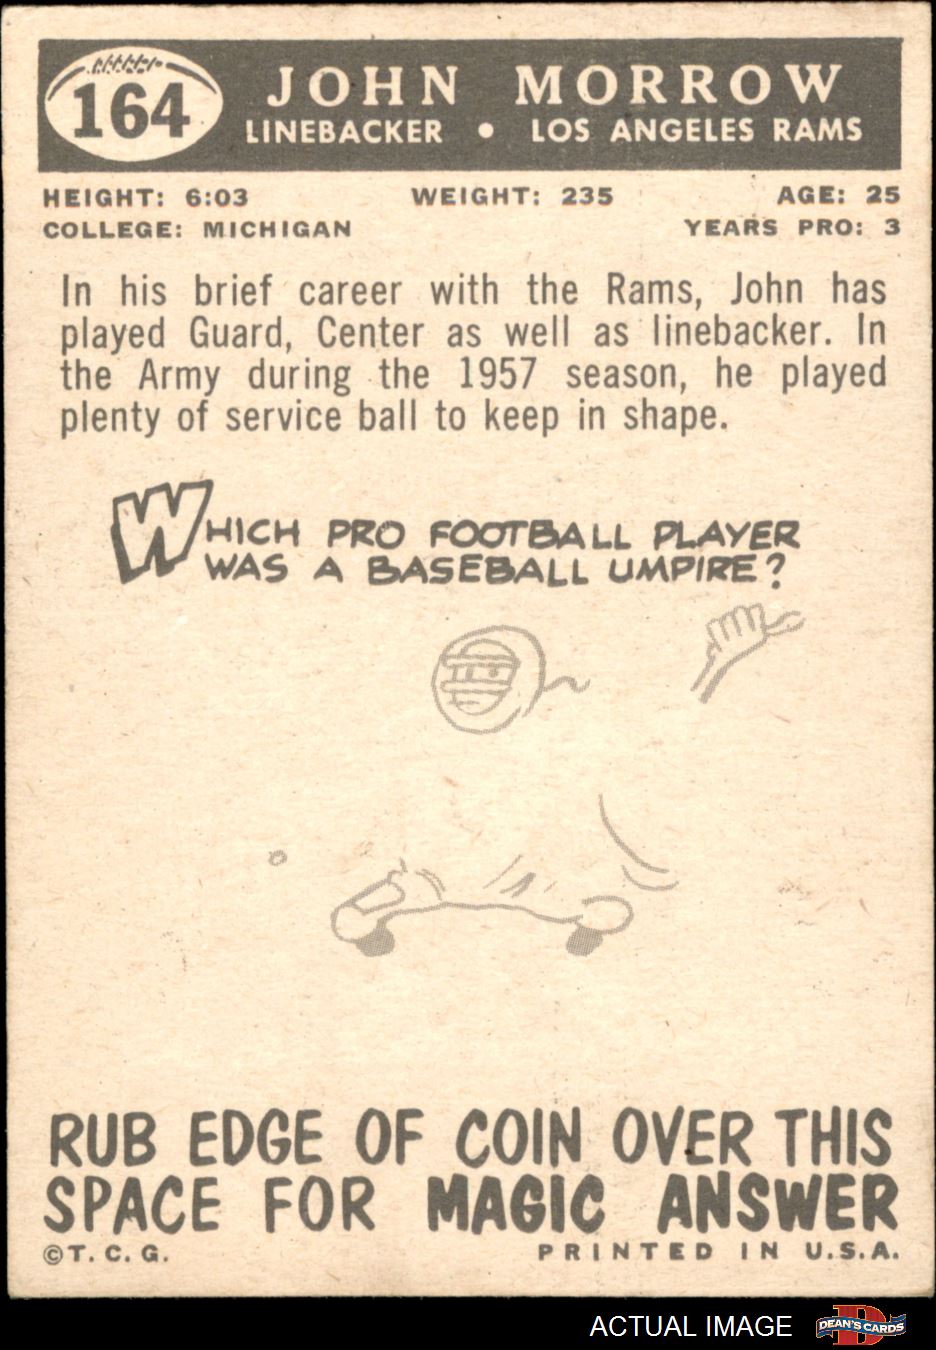 164
JOHN MORROW
LINEBACKER • LOS ANGELES RAMS
HEIGHT: 6:03 WEIGHT: 235 AGE: 25
COLLEGE: MICHIGAN YEARS PRO: 3
In his brief career with the Rams, John has
played Guard, Center as well as linebacker. In
the Army during the 1957 season, he played
plenty of service ball to keep in shape.
WHICH PRO FOOTBALL PLAYER
WAS A BASEBALL UMPIRE?
RUB EDGE OF COIN OVER THIS
SPACE FOR MAGIC ANSWER
©T. C. G. PRINTED IN U.S.A.
ACTUAL IMAGE
DEAN'S CARDS